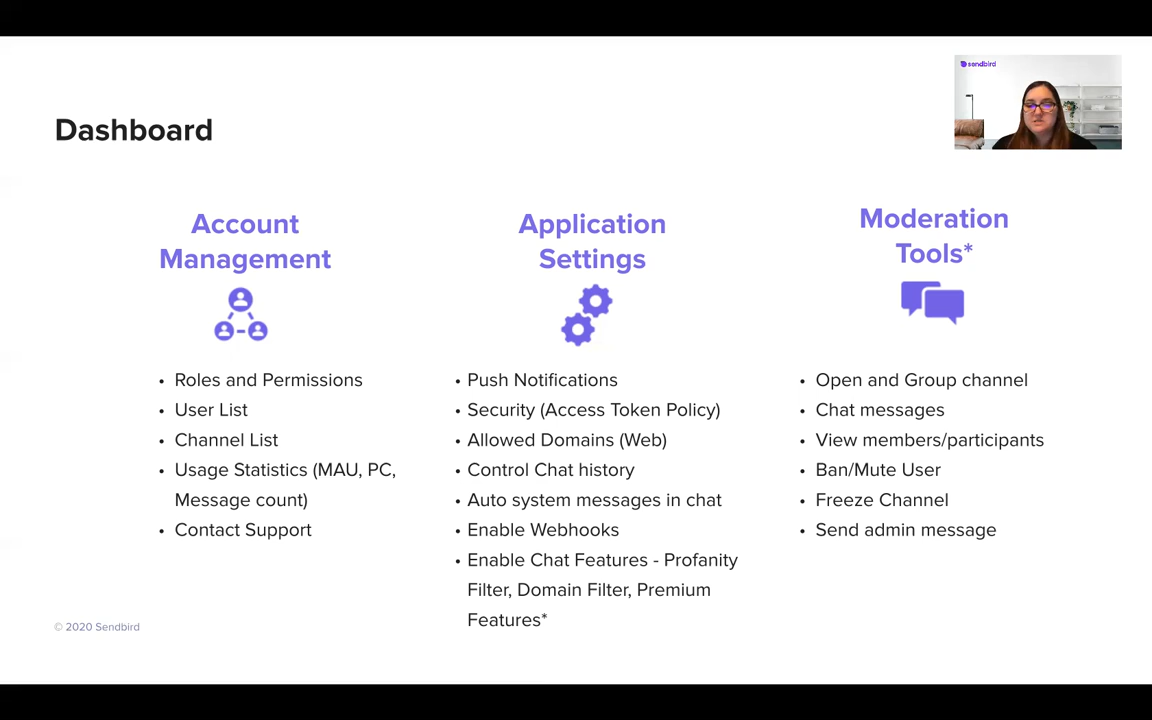 sendbird
Dashboard
Account
Management
• Roles and Permissions
• User List
• Channel List
• Usage Statistics (MAU, PC,
Message count)
• Contact Support
Application
Settings
• Push Notifications
• Security (Access Token Policy)
• Allowed Domains (Web)
• Control Chat history
• Auto system messages in chat
• Enable Webhooks
• Enable Chat Features - Profanity
Filter, Domain Filter, Premium
Features*
Moderation
Tools*
• Open and Group channel
• Chat messages
• View members/participants
• Ban/Mute User
• Freeze Channel
• Send admin message
© 2020 Sendbird